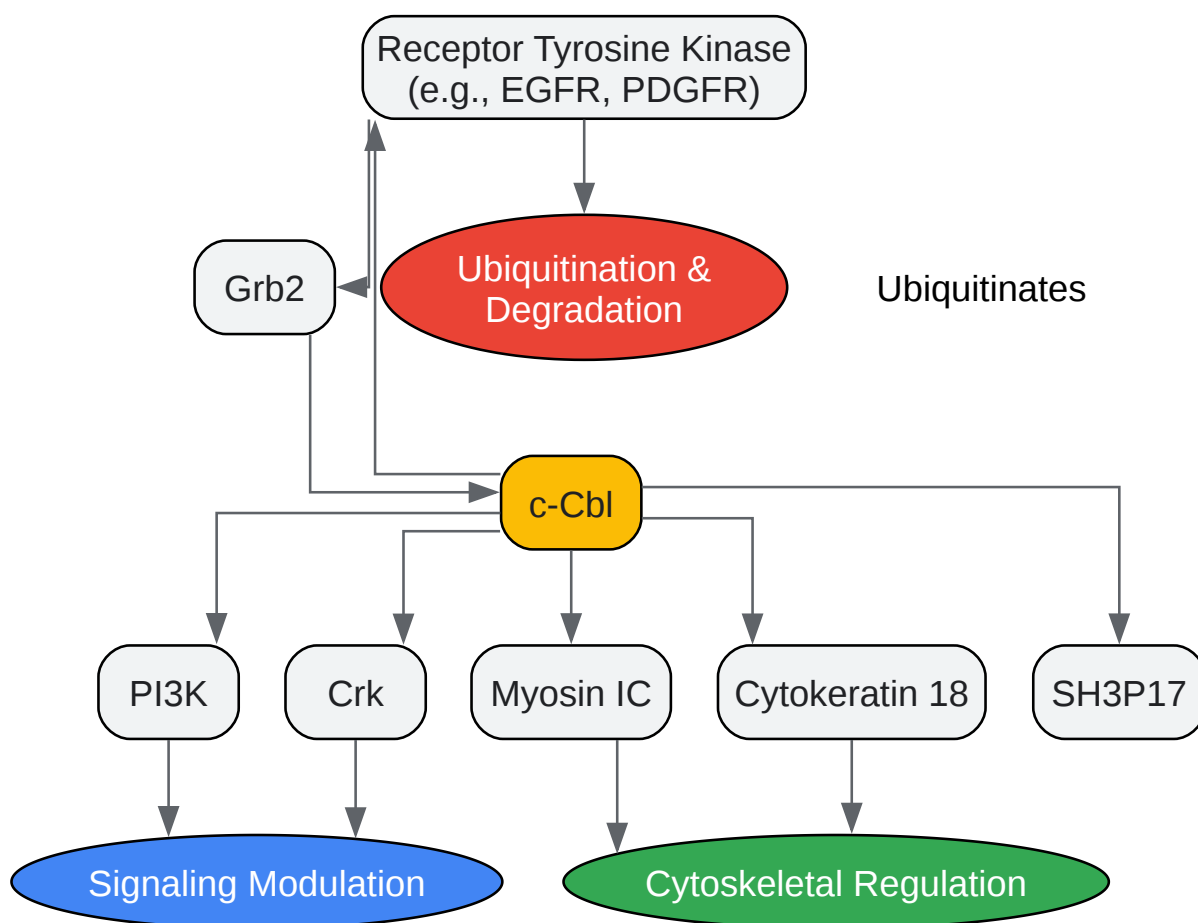 Receptor Tyrosine Kinase
(e.g., EGFR, PDGFR)
Grb2
Ubiquitination &
Degradation
Ubiquitinates
c-Cbl
PI3K
Crk
Myosin IC
Cytokeratin 18
SH3P17
Signaling Modulation
Cytoskeletal Regulation